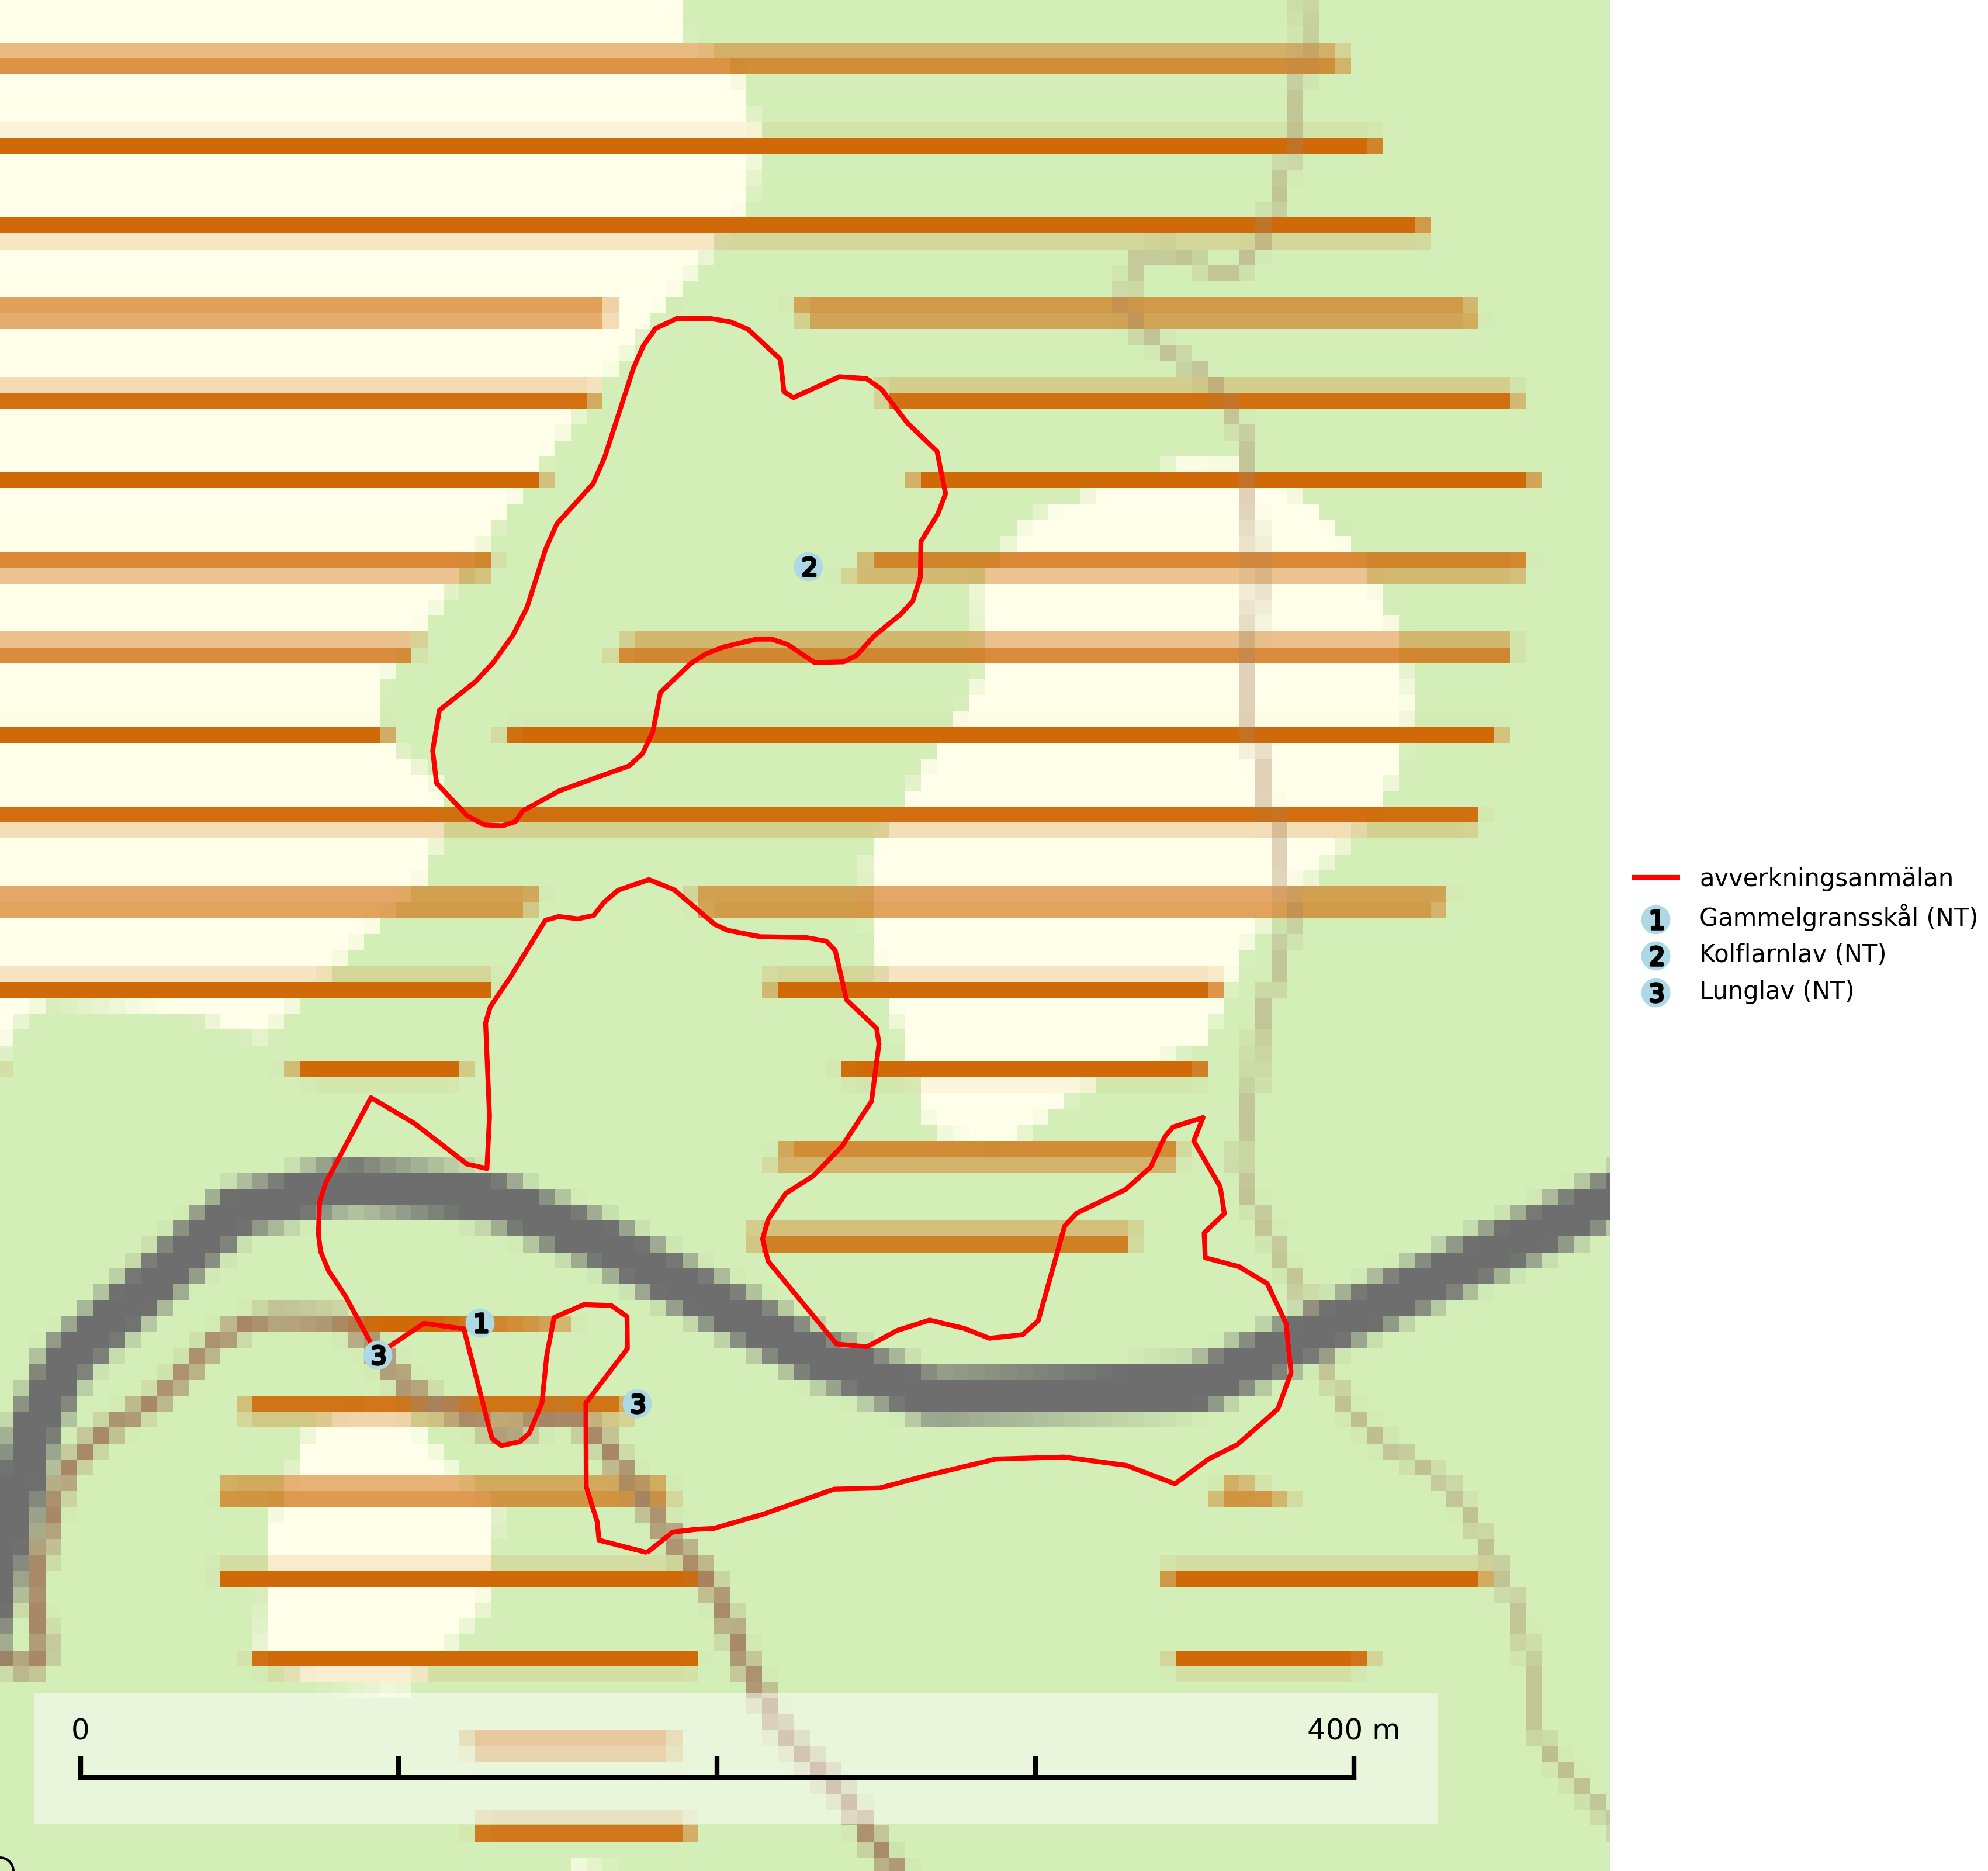 2
1
3
3
0
400 m
avverkningsanmälan
1 Gammelgransskål (NT)
2 Kolflarnlav (NT)
3 Lunglav (NT)